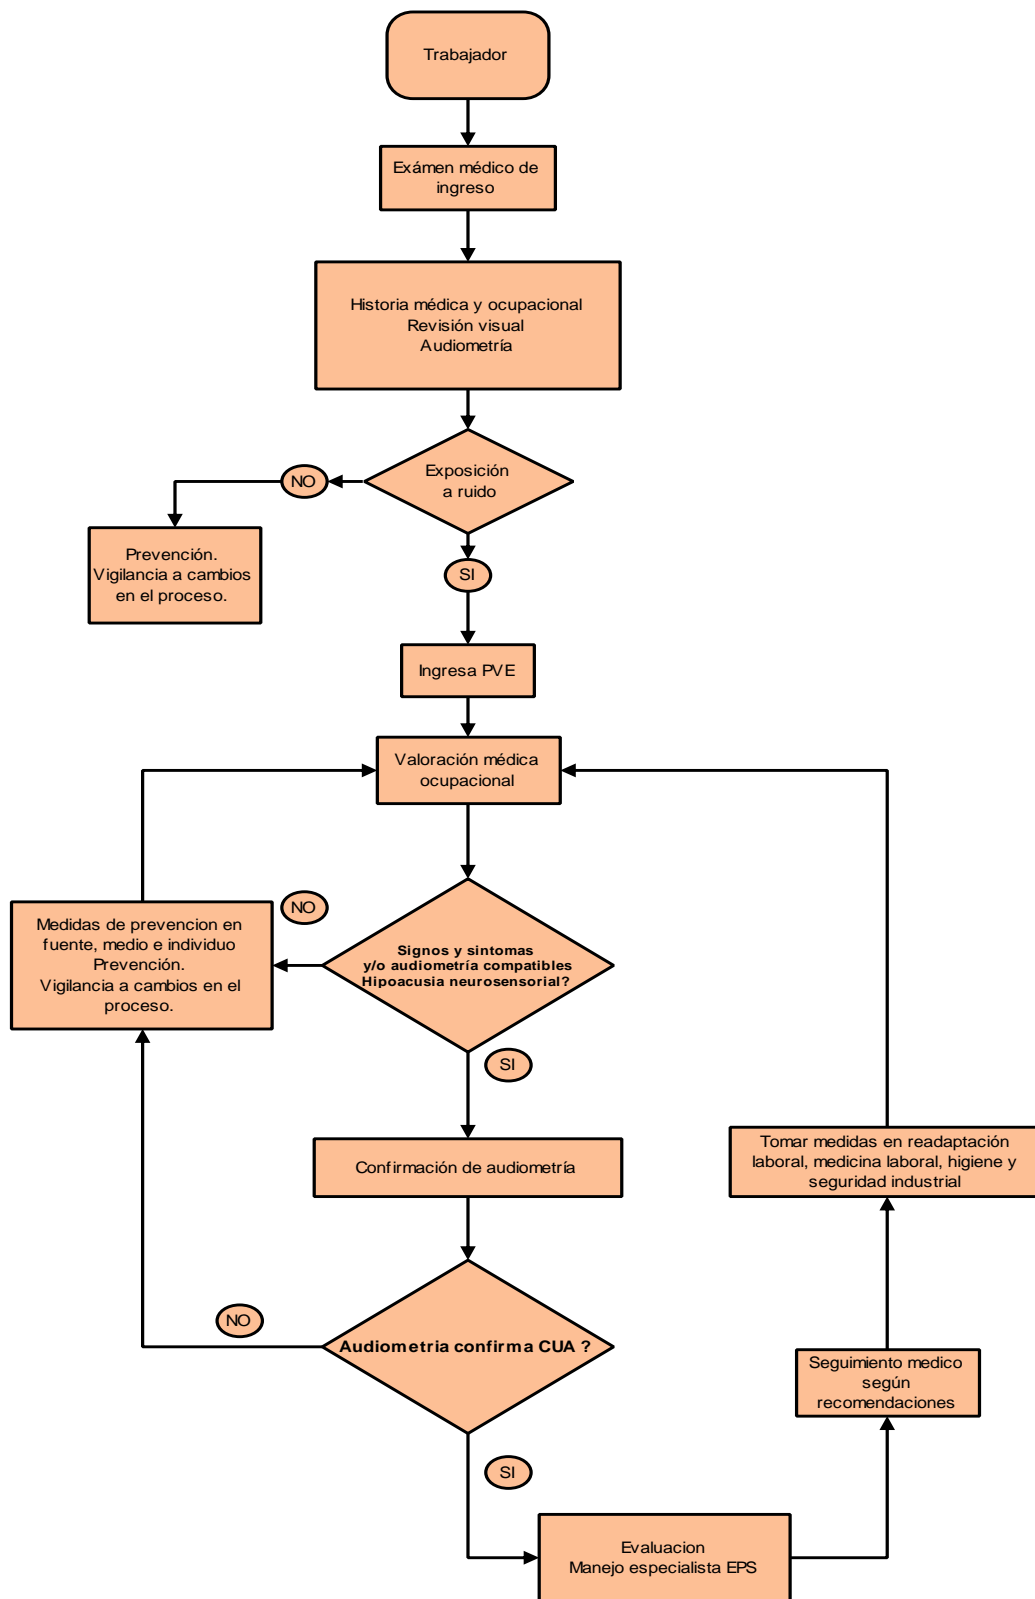 Trabajador
Exámen médico de
ingreso
Historia médica y ocupacional
Revisión visual
Audiometría
Exposición
a ruido
NO
Prevención.
Vigilancia a cambios
en el proceso.
SI
Ingresa PVE
Valoración médica
ocupacional
NO
Medidas de prevencion en
fuente, medio e individuo
Prevención.
Vigilancia a cambios en el
proceso.
Signos y sintomas
y/o audiometría compatibles
Hipoacusia neurosensorial?
SI
Confirmación de audiometría
Tomar medidas en readaptación
laboral, medicina laboral, higiene y
seguridad industrial
NO
Audiometria confirma CUA ?
Seguimiento medico
según
recomendaciones
SI
Evaluacion
Manejo especialista EPS